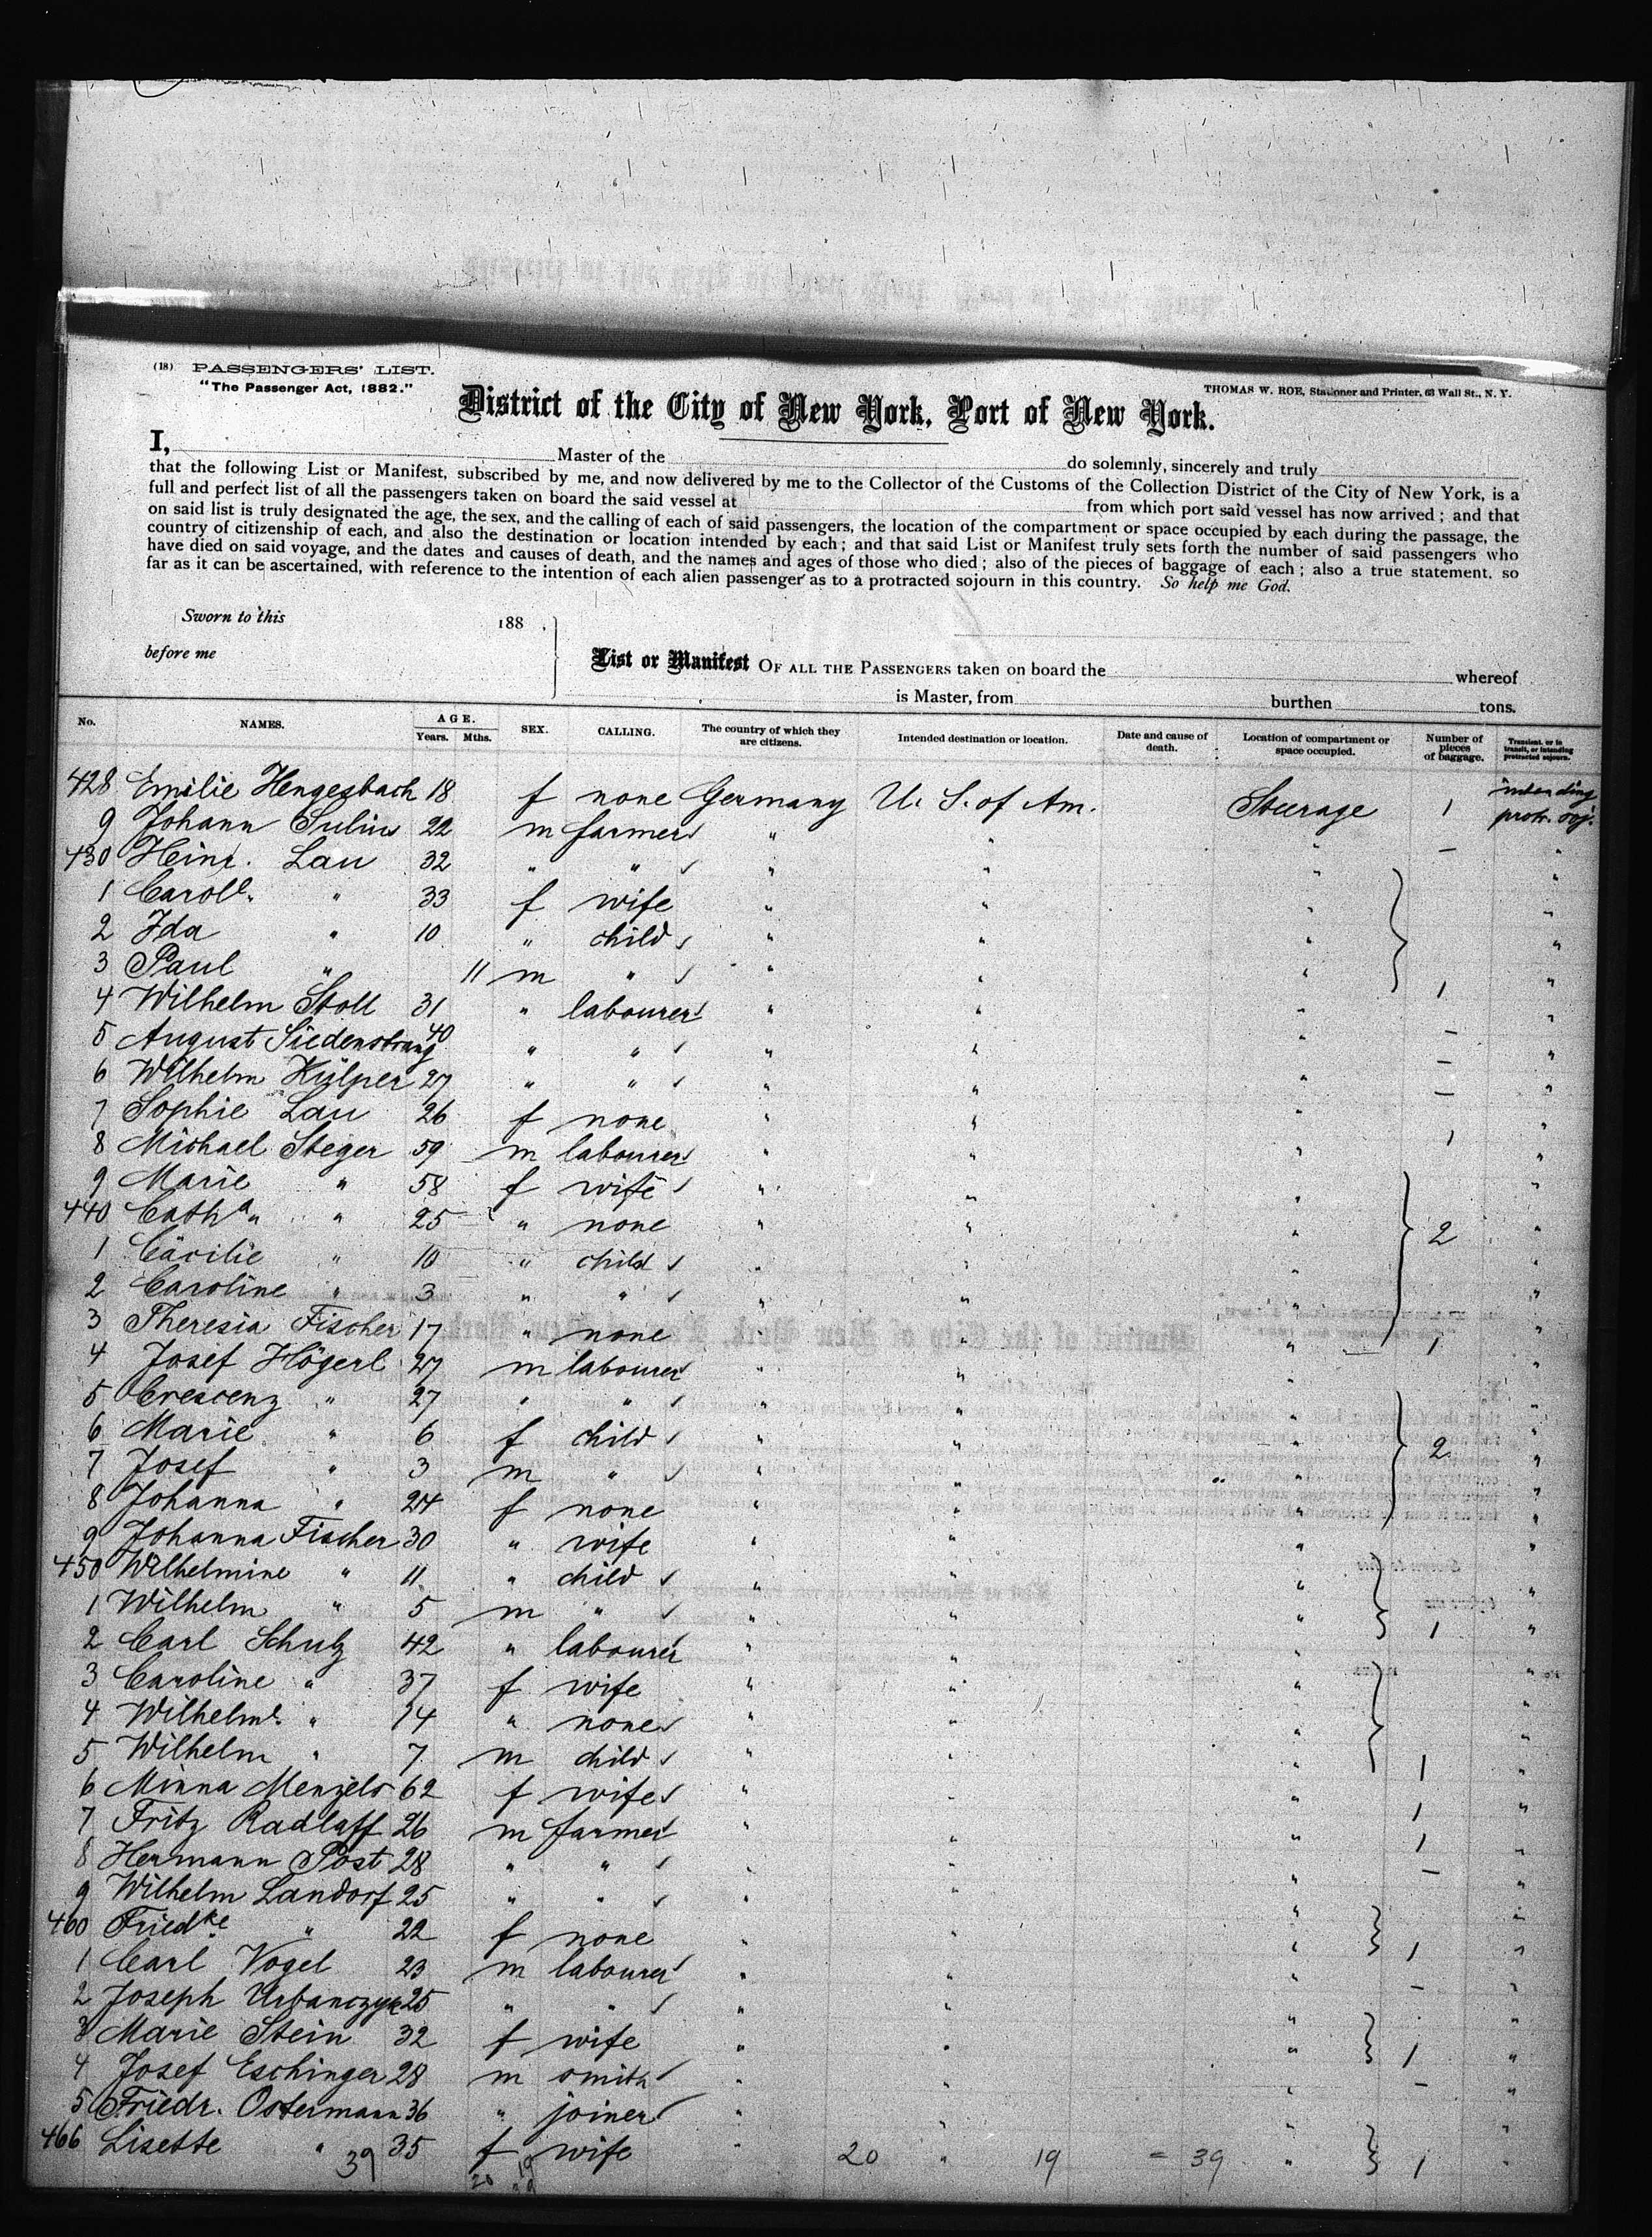 (18) PASSENGERS' LIST.
"The Passenger Act, 1882."
THOMAS W. ROE, Stationer and Printer, 63 Wall St., N. Y.
District of the City of New York, Port of New York.
I, Master of the do solemnly, sincerely and truly
that the following List or Manifest, subscribed by me, and now delivered by me to the Collector of the Customs of the Collection District of the City of New York, is a
full and perfect list of all the passengers taken on board the said vessel at from which port said vessel has now arrived; and that
on said list is truly designated the age, the sex, and the calling of each of said passengers, the location of the compartment or space occupied by each during the passage, the
country of citizenship of each, and also the destination or location intended by each; and that said List or Manifest truly sets forth the number of said passengers who
have died on said voyage, and the dates and causes of death, and the names and ages of those who died; also of the pieces of baggage of each; also a true statement, so
far as it can be ascertained, with reference to the intention of each alien passenger as to a protracted sojourn in this country. So help me God.
Sworn to this 188 .
before me
List or Manifest OF ALL THE PASSENGERS taken on board the whereof
is Master, from burthen tons.
No. NAMES. AGE. Years. Mths. SEX. CALLING. The country of which they are citizens. Intended destination or location. Date and cause of death. Location of compartment or space occupied. Number of pieces of baggage. Transient, or in transit, or intending protracted sojourn.
428 Emilie Hengesbach 18 f none Germany U. S. of Am. Steerage 1 intending protr. soj.
9 Johann Sulius 22 m farmer " " " — "
430 Heinr. Lau 32 " " " " " "
1 Carole. " 33 f wife " " " "
2 Ida " 10 " child " " " "
3 Paul " 11 m " " " " 1 "
4 Wilhelm Stoll 31 " labourer " " " — "
5 August Siedenstrang 40 " " " " " — "
6 Wilhelm Külper 27 " " " " " — "
7 Sophie Lau 26 f none " " " 1 "
8 Michael Steger 59 m labourer " " " "
9 Marie " 58 f wife " " " "
440 Catha. " 25 " none " " " 2 "
1 Cäcilie " 10 " child " " " "
2 Caroline " 3 " " " " " "
3 Theresia Fischer 17 " none " " " 1 "
4 Josef Högerl 27 m labourer " " " "
5 Crescenz " 27 " " " " " "
6 Marie " 6 f child " " " 2 "
7 Josef " 3 m " " " " "
8 Johanna " 24 f none " " " "
9 Johanna Fischer 30 " wife " " " "
450 Wilhelmine " 11 " child " " " "
1 Wilhelm " 5 m " " " " 1 "
2 Carl Schulz 42 " labourer " " " "
3 Caroline " 37 f wife " " " "
4 Wilhelme. " 14 " none " " " "
5 Wilhelm " 7 m child " " " 1 "
6 Minna Menzels 62 f wife " " " 1 "
7 Fritz Radlaff 26 m farmer " " " 1 "
8 Hermann Post 28 " " " " " — "
9 Wilhelm Landorf 25 " " " " " "
460 Friedke. " 22 f none " " " 1 "
1 Carl Vogel 23 m labourer " " " — "
2 Joseph Urbanczyk 25 " " " " " "
3 Marie Stein 32 f wife " " " 1 "
4 Josef Eschinger 28 m smith " " " — "
5 Friedr. Ostermann 36 " joiner " " " "
466 Lisette " 35 f wife " " " 1 "
39 20 19 20 19 = 39